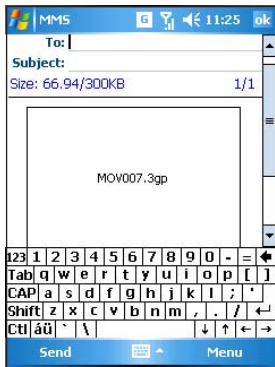 MMS G 11:25 ok
To:
Subject:
Size: 66.94/300KB 1/1
MOV007.3gp
123 1 2 3 4 5 6 7 8 9 0 - =
Tab q w e r t y u i o p [ ]
CAP a s d f g h j k l ; '
Shift z x c v b n m , . /
Ctl áü ` \
Send Menu